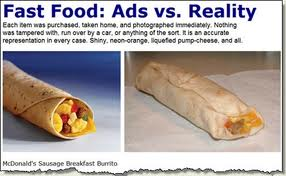 Fast Food: Ads vs. Reality
Each item was purchased, taken home, and photographed immediately. Nothing
was tampered with, run over by a car, or anything of the sort. It is an accurate
representation in every case. Shiny, neon-orange, liquefied pump-cheese, and all.
McDonald's Sausage Breakfast Burrito